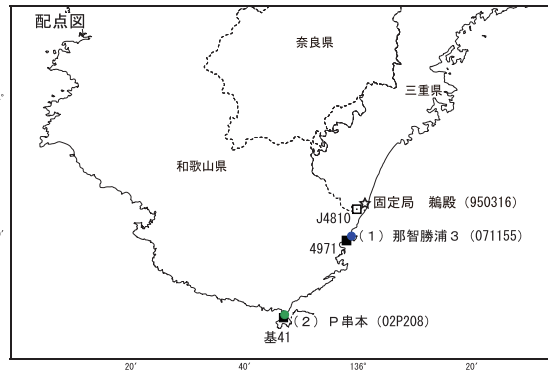 配点図
奈良県
三重県
和歌山県
固定局 鵜殿（950316）
J4810
（１）那智勝浦３（071155）
4971
（２）Ｐ串本（02P208）
基41
20′ 40′ 136° 20′